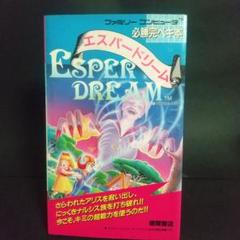 ファミリーコンピュータ
必勝完ペキ本
エスパードリーム
ESPER
DREAM
TM
さらわれたアリスを救い出し、
にっくきナルシス族を打ち破れ!!
今こそ、キミの超能力を使うのだ!!
徳間書店